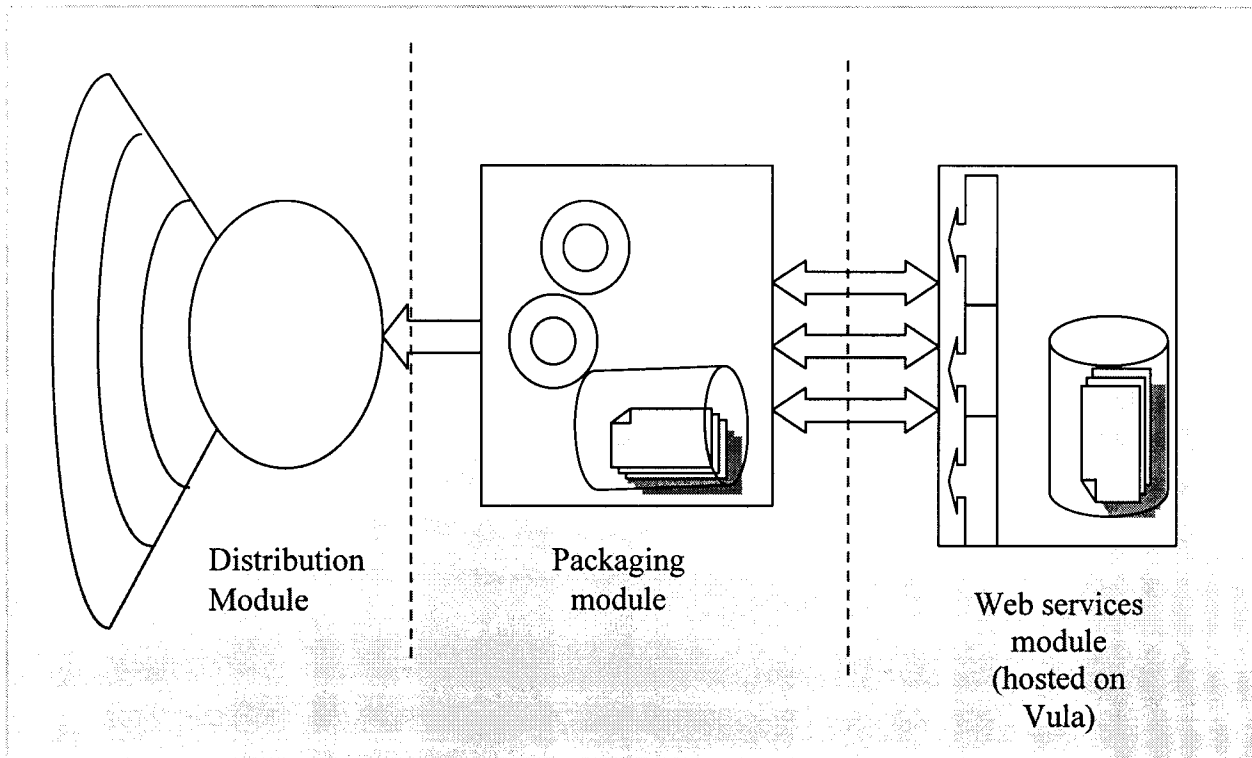 Distribution
Module
Packaging
module
Web services
module
(hosted on
Vula)